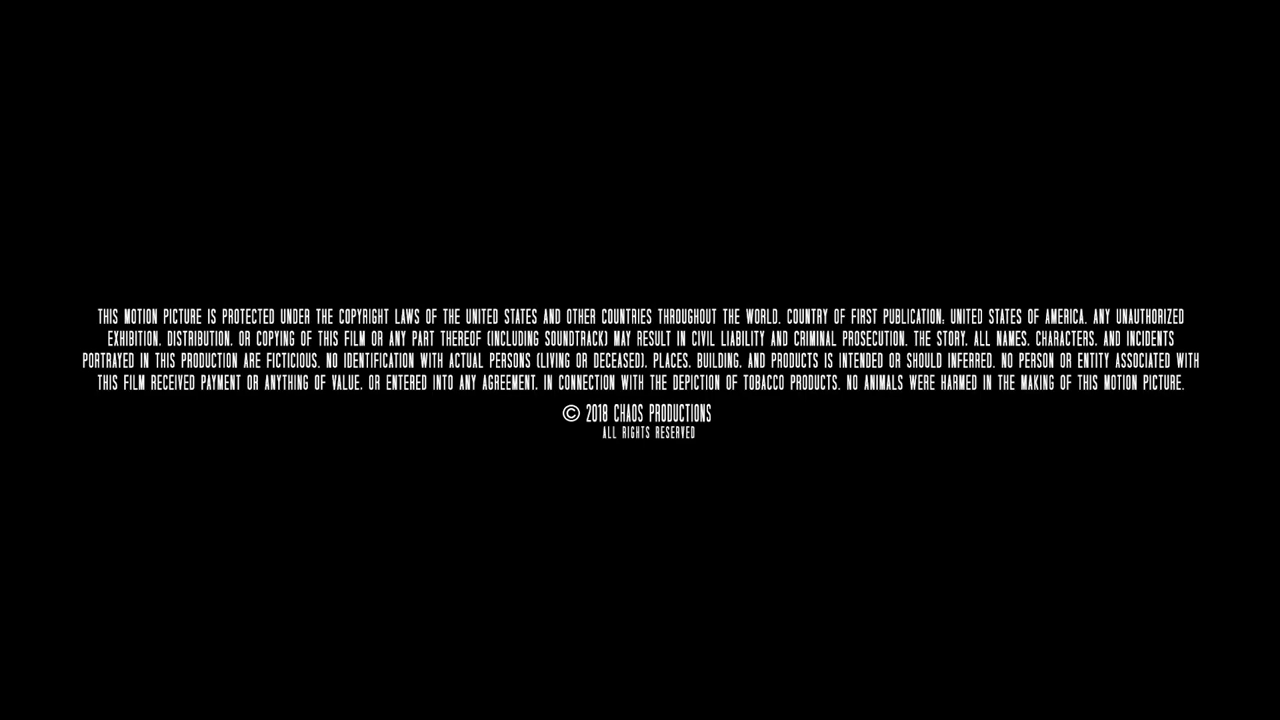 THIS MOTION PICTURE IS PROTECTED UNDER THE COPYRIGHT LAWS OF THE UNITED STATES AND OTHER COUNTRIES THROUGHOUT THE WORLD. COUNTRY OF FIRST PUBLICATION: UNITED STATES OF AMERICA. ANY UNAUTHORIZED
EXHIBITION, DISTRIBUTION, OR COPYING OF THIS FILM OR ANY PART THEREOF (INCLUDING SOUNDTRACK) MAY RESULT IN CIVIL LIABILITY AND CRIMINAL PROSECUTION. THE STORY, ALL NAMES, CHARACTERS, AND INCIDENTS
PORTRAYED IN THIS PRODUCTION ARE FICTICIOUS. NO IDENTIFICATION WITH ACTUAL PERSONS (LIVING OR DECEASED), PLACES, BUILDING, AND PRODUCTS IS INTENDED OR SHOULD INFERRED. NO PERSON OR ENTITY ASSOCIATED WITH
THIS FILM RECEIVED PAYMENT OR ANYTHING OF VALUE, OR ENTERED INTO ANY AGREEMENT, IN CONNECTION WITH THE DEPICTION OF TOBACCO PRODUCTS. NO ANIMALS WERE HARMED IN THE MAKING OF THIS MOTION PICTURE.
© 2018 CHAOS PRODUCTIONS
ALL RIGHTS RESERVED